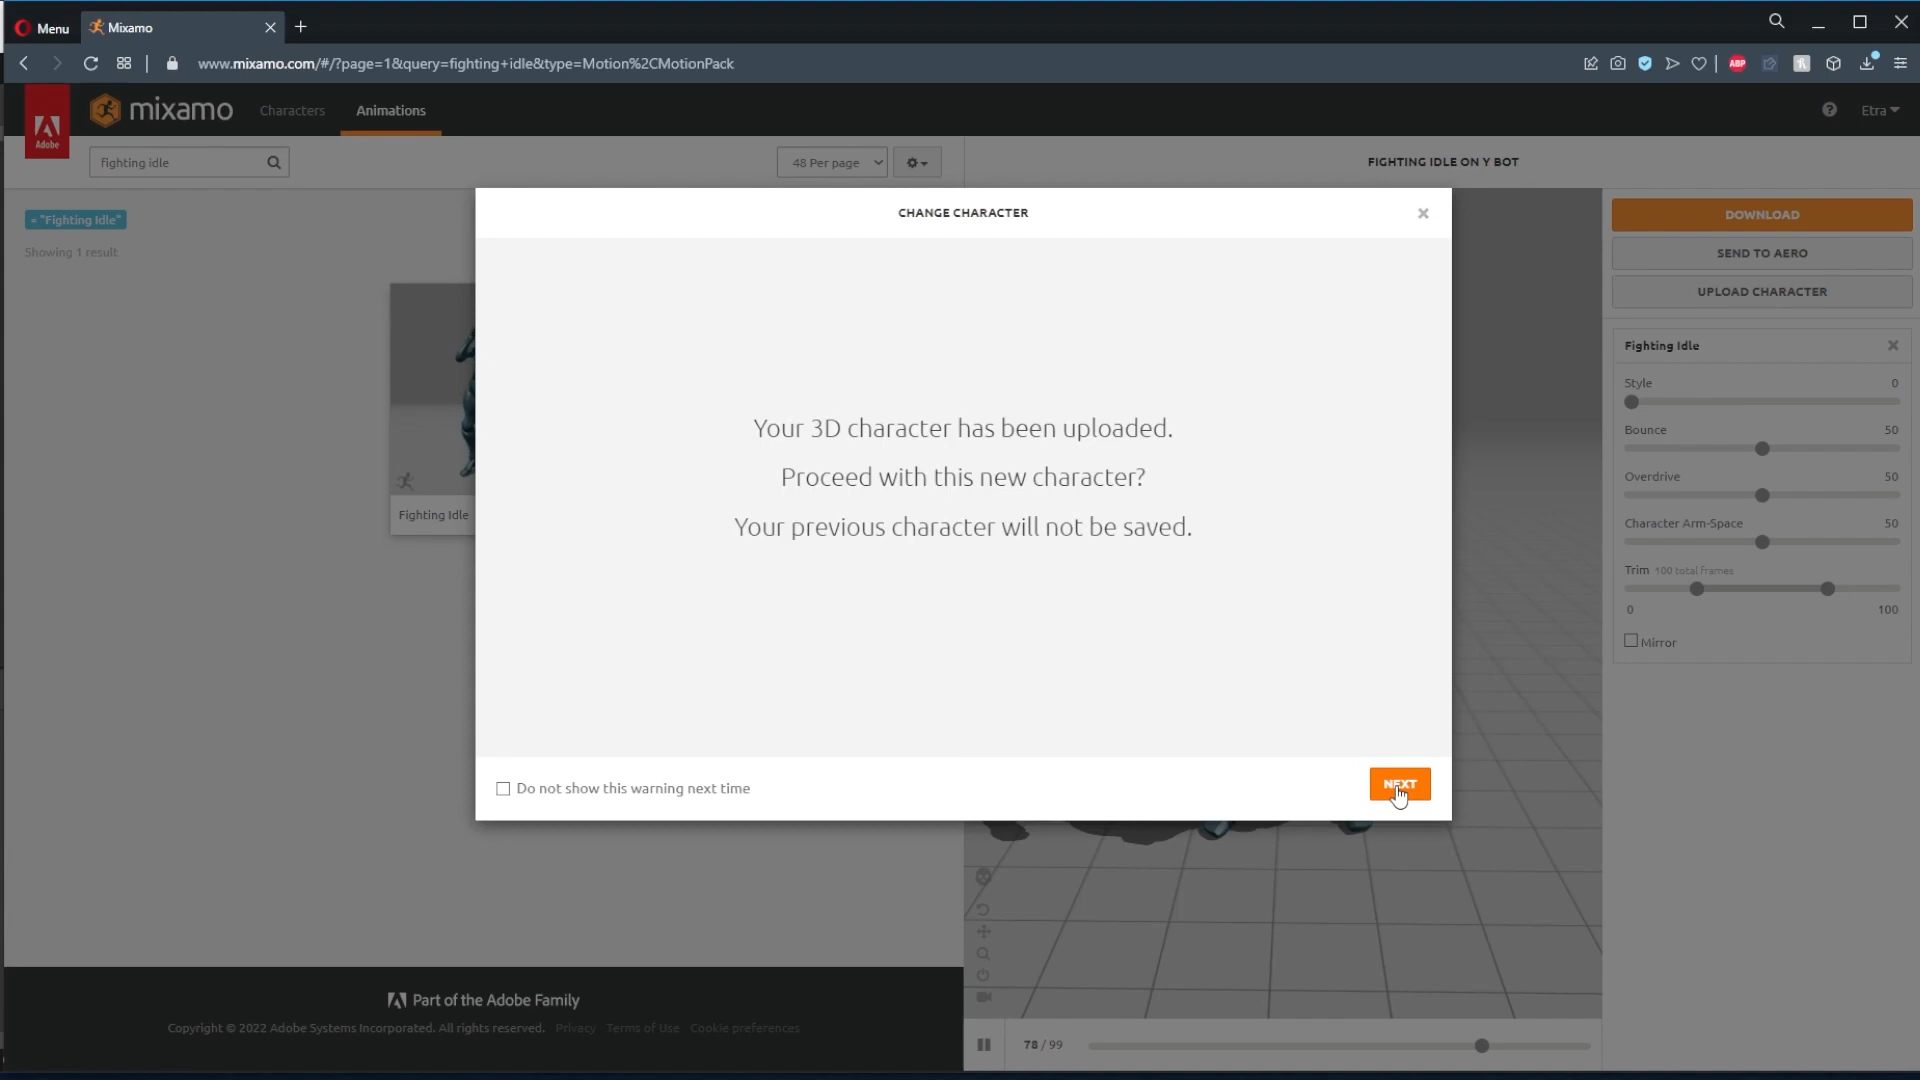 Menu
Mixamo
www.mixamo.com/#/?page=1&query=fighting+idle&type=Motion%2CMotionPack
ABP
Adobe
mixamo
Characters
Animations
Etra
fighting idle
48 Per page
FIGHTING IDLE ON Y BOT
= "Fighting Idle"
Showing 1 result
Fighting Idle
CHANGE CHARACTER
Your 3D character has been uploaded.
Proceed with this new character?
Your previous character will not be saved.
Do not show this warning next time
NEXT
DOWNLOAD
SEND TO AERO
UPLOAD CHARACTER
Fighting Idle
Style 0
Bounce 50
Overdrive 50
Character Arm-Space 50
Trim 100 total frames
0 100
Mirror
Part of the Adobe Family
Copyright © 2022 Adobe Systems Incorporated. All rights reserved. Privacy Terms of Use Cookie preferences
78 / 99